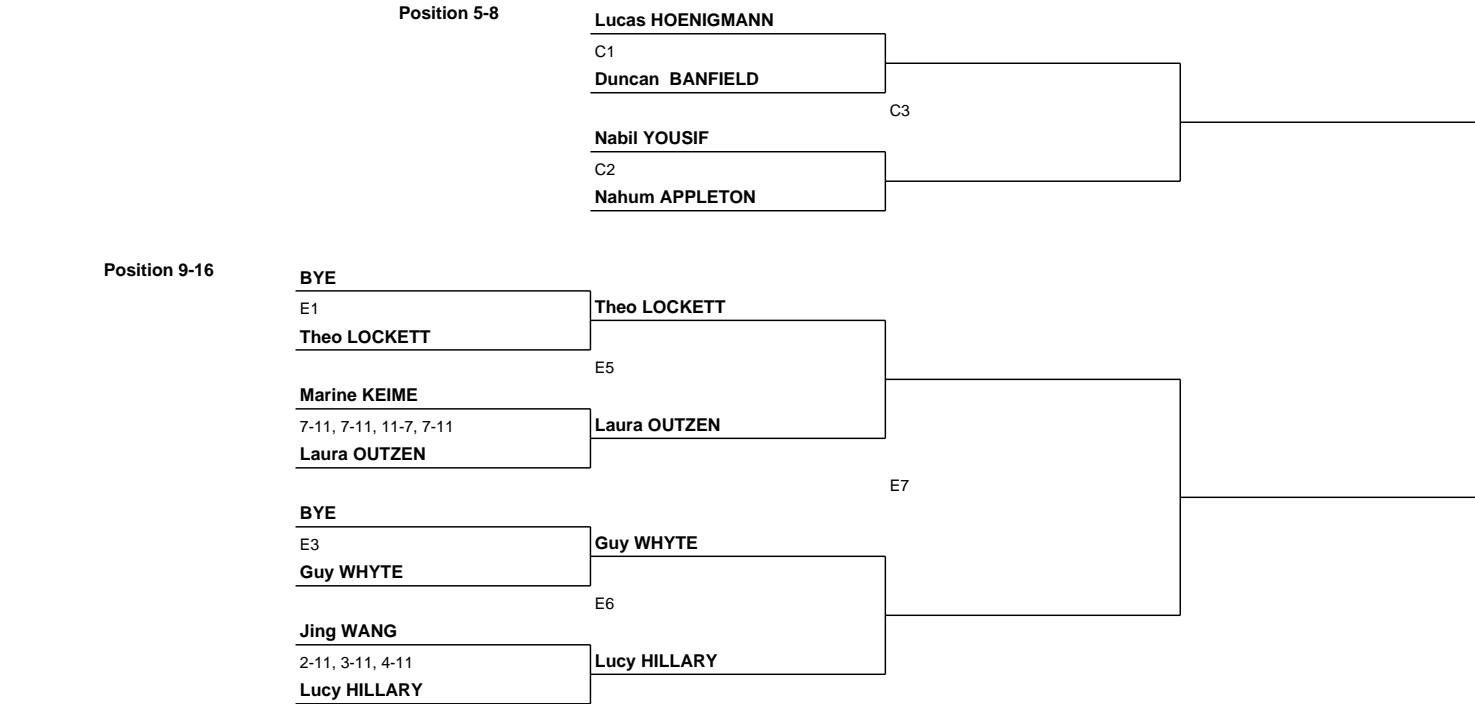 Position 5-8
Lucas HOENIGMANN
C1
Duncan  BANFIELD
C3
Nabil YOUSIF
C2
Nahum APPLETON
Position 9-16
BYE
E1
Theo LOCKETT
Theo LOCKETT
E5
Marine KEIME
7-11, 7-11, 11-7, 7-11
Laura OUTZEN
Laura OUTZEN
E7
BYE
E3
Guy WHYTE
Guy WHYTE
E6
Jing WANG
2-11, 3-11, 4-11
Lucy HILLARY
Lucy HILLARY